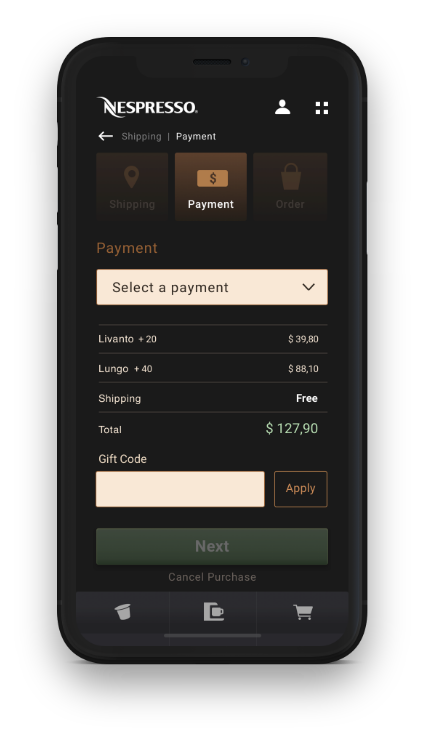 NESPRESSO.
Shipping | Payment
Shipping
$
Payment
Order
Payment
Select a payment
Livanto + 20 $ 39,80
Lungo + 40 $ 88,10
Shipping Free
Total $ 127,90
Gift Code
Apply
Next
Cancel Purchase